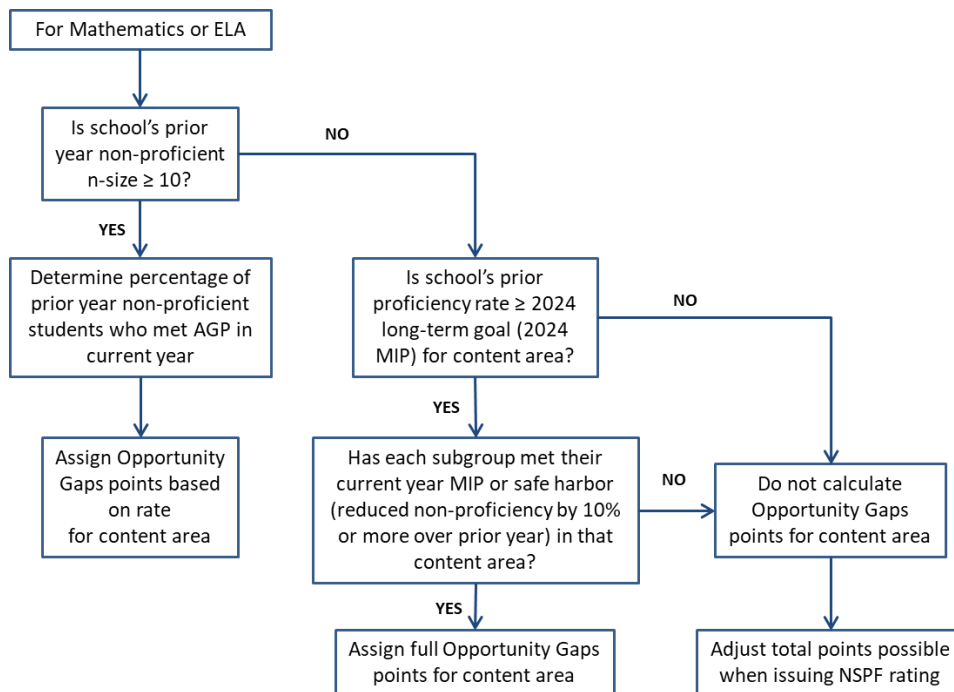 For Mathematics or ELA
Is school's prior
year non-proficient
n-size ≥ 10?
NO
YES
Determine percentage of
prior year non-proficient
students who met AGP in
current year
Is school's prior
proficiency rate ≥ 2024
long-term goal (2024
MIP) for content area?
NO
YES
Assign Opportunity
Gaps points based
on rate
for content area
Has each subgroup met their
current year MIP or safe harbor
(reduced non-proficiency by 10%
or more over prior year) in that
content area?
NO
Do not calculate
Opportunity Gaps
points for content area
YES
Assign full Opportunity Gaps
points for content area
Adjust total points possible
when issuing NSPF rating